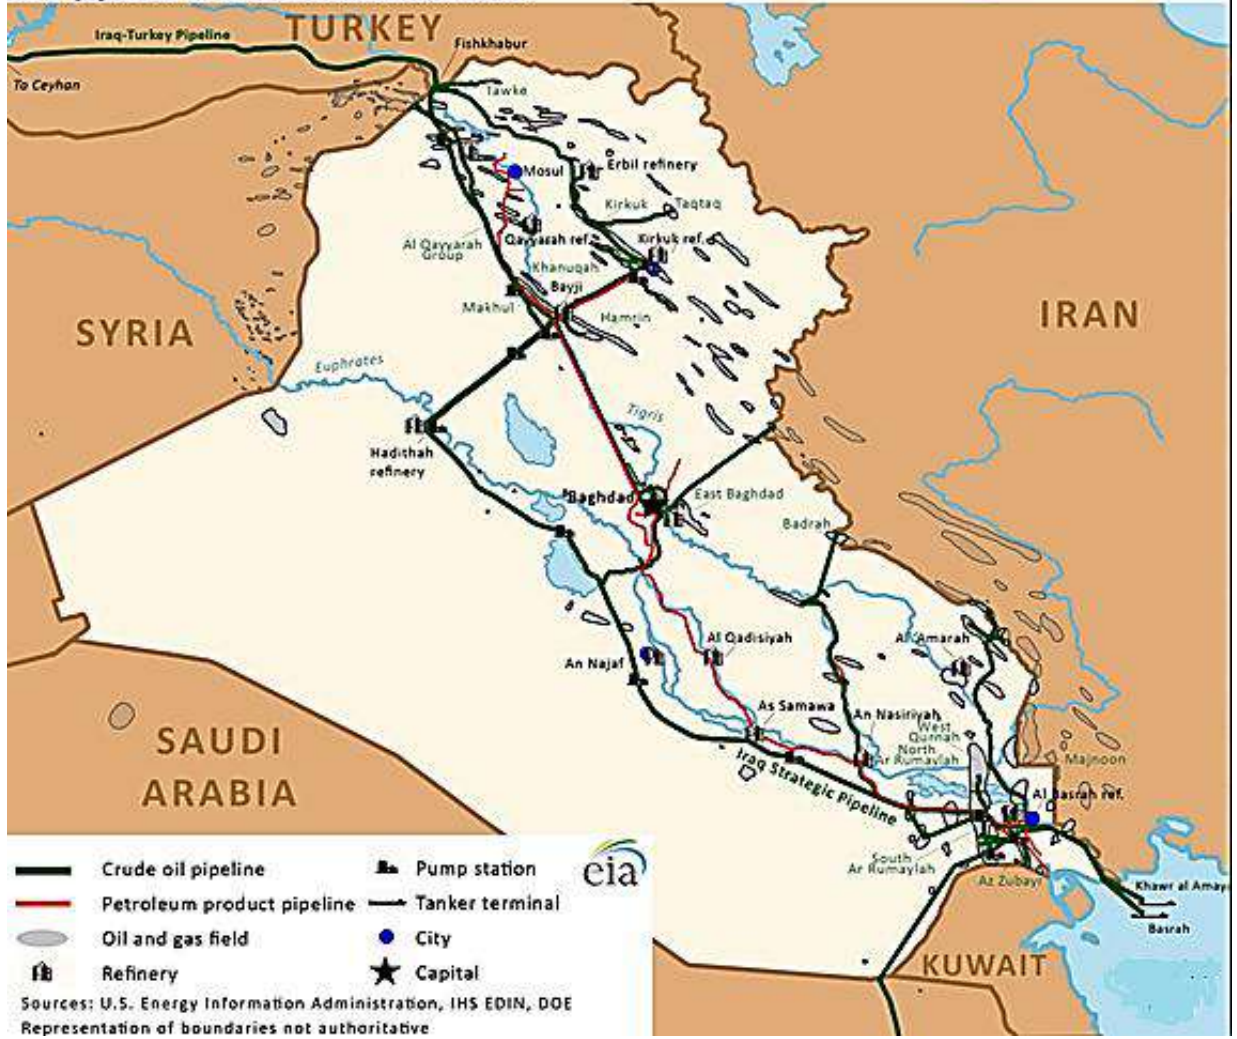 TURKEY
Iraq-Turkey Pipeline
Fishkhabur
To Ceyhan
Tawke
Mosul
Erbil refinery
Kirkuk
Taqtaq
Al Qayyarah
Group
Qayyarah ref.
Kirkuk ref.
Khanuqah
Bayji
Makhul
Hamrin
SYRIA
IRAN
Euphrates
Tigris
Hadithah
refinery
Baghdad
East Baghdad
Badrah
Al Qadisiyah
Al 'Amarah
An Najaf
As Samawa
An Nasiriyah
West
Qurnah
North
Ar Rumaylah
Majnoon
SAUDI
ARABIA
Iraq Strategic Pipeline
Al Basrah ref.
South
Ar Rumaylah
Az Zubayr
Khawr al Amay
Basrah
KUWAIT
Crude oil pipeline
Pump station
eia
Petroleum product pipeline
Tanker terminal
Oil and gas field
City
Refinery
Capital
Sources: U.S. Energy Information Administration, IHS EDIN, DOE
Representation of boundaries not authoritative